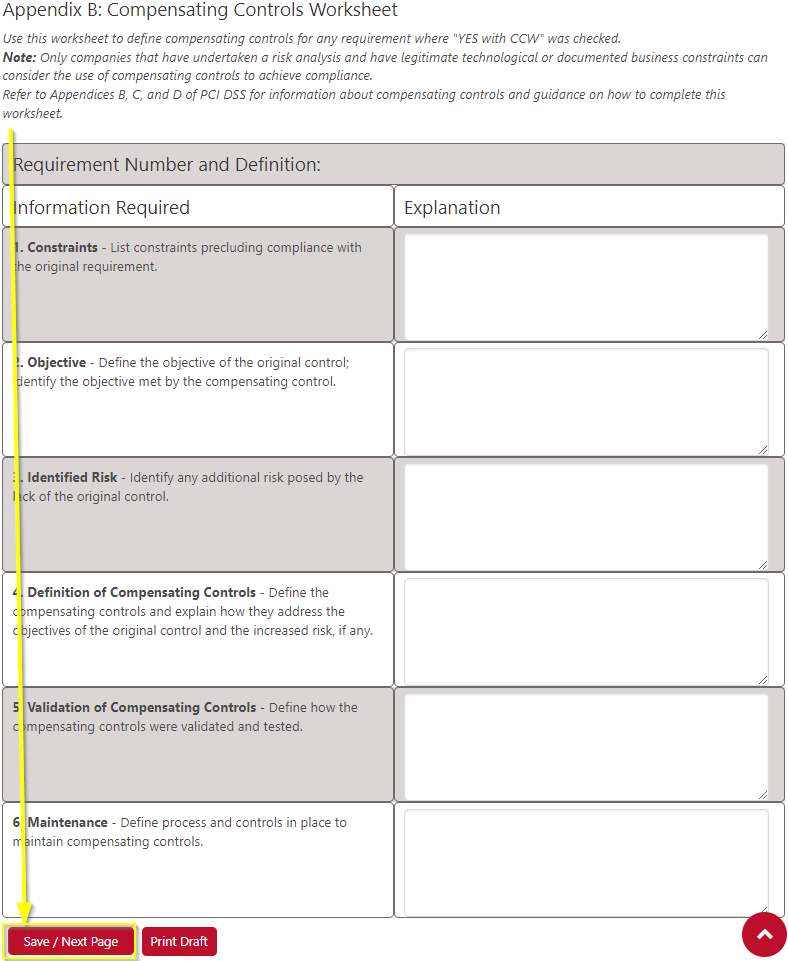 Appendix B: Compensating Controls Worksheet
Use this worksheet to define compensating controls for any requirement where "YES with CCW" was checked.
Note: Only companies that have undertaken a risk analysis and have legitimate technological or documented business constraints can
consider the use of compensating controls to achieve compliance.
Refer to Appendices B, C, and D of PCI DSS for information about compensating controls and guidance on how to complete this
worksheet.
Requirement Number and Definition:
Information Required
Explanation
1. Constraints - List constraints precluding compliance with
the original requirement.
2. Objective - Define the objective of the original control;
identify the objective met by the compensating control.
3. Identified Risk - Identify any additional risk posed by the
lack of the original control.
4. Definition of Compensating Controls - Define the
compensating controls and explain how they address the
objectives of the original control and the increased risk, if any.
5. Validation of Compensating Controls - Define how the
compensating controls were validated and tested.
6. Maintenance - Define process and controls in place to
maintain compensating controls.
Save / Next Page
Print Draft